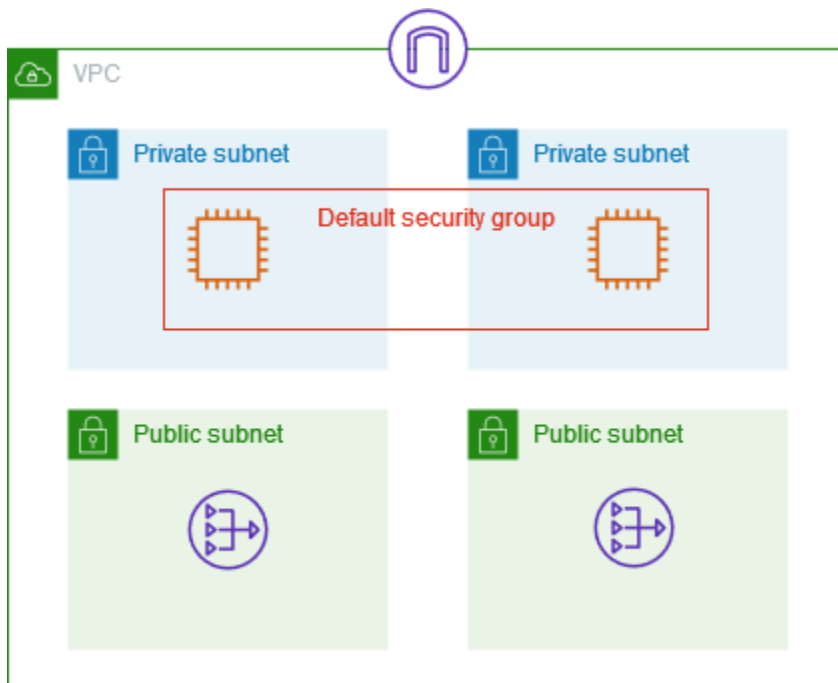 VPC
Private subnet
Private subnet
Default security group
Public subnet
Public subnet